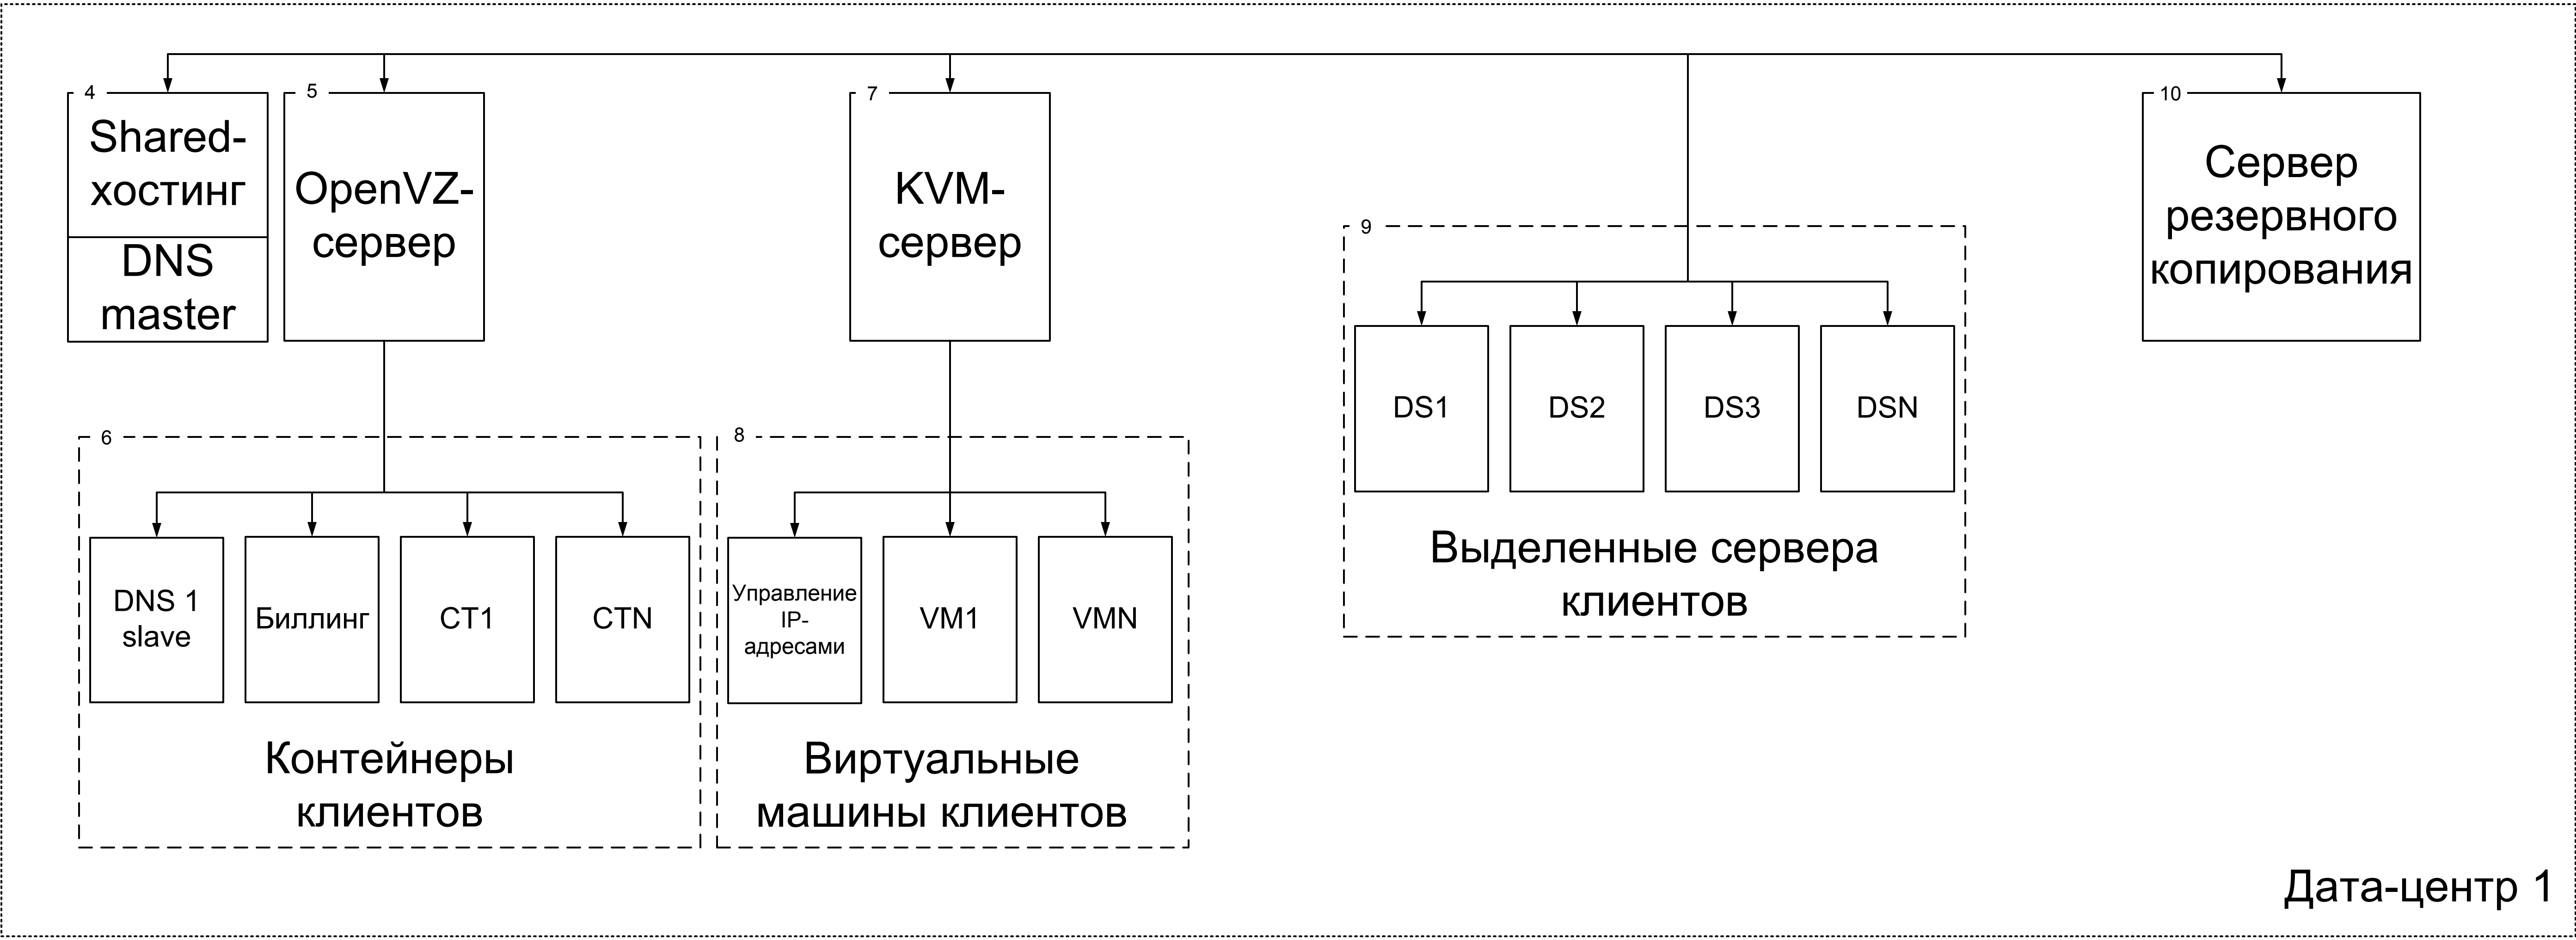 4
Shared-
хостинг
DNS
master
5
OpenVZ-
сервер
7
KVM-
сервер
10
Сервер
резервного
копирования
9
DS1
DS2
DS3
DSN
Выделенные сервера
клиентов
6
DNS 1
slave
Биллинг
CT1
CTN
Контейнеры
клиентов
8
Управление
IP-
адресами
VM1
VMN
Виртуальные
машины клиентов
Дата-центр 1